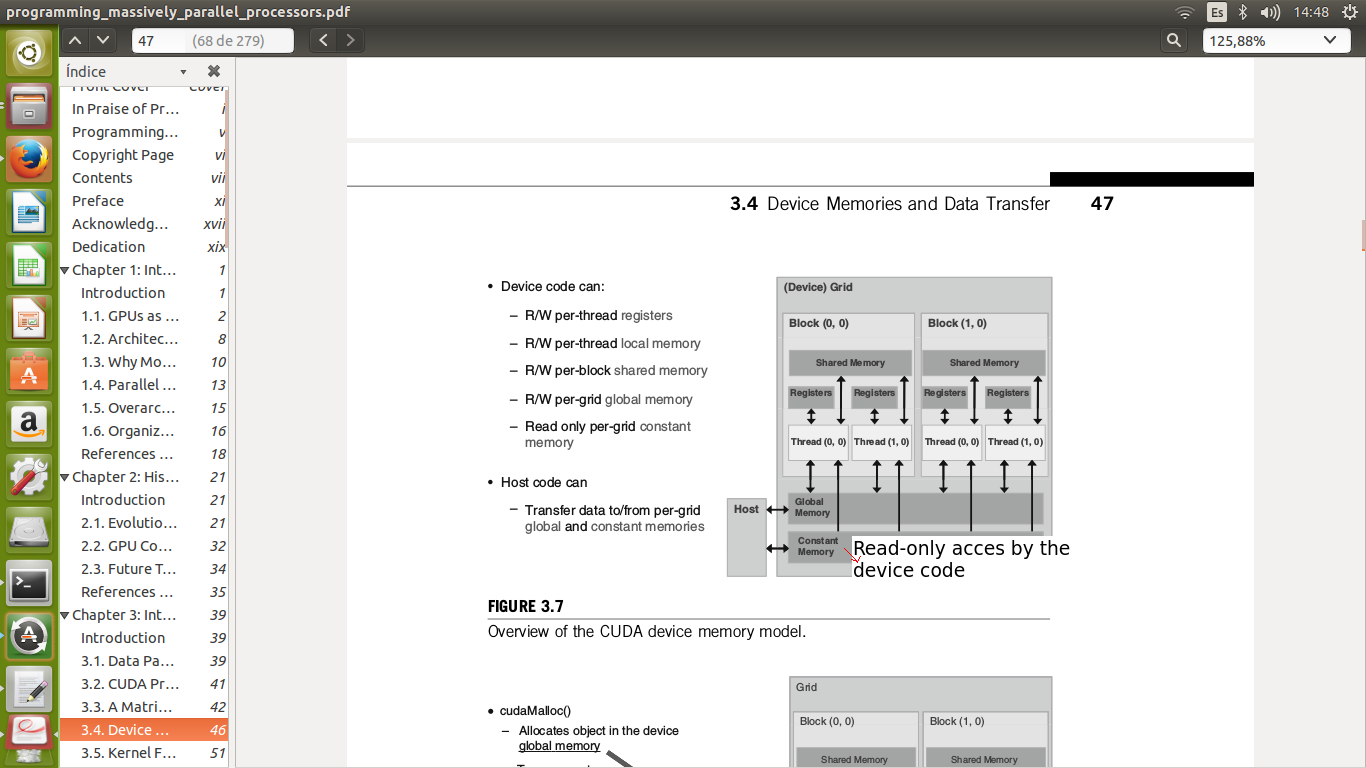 programming_massively_parallel_processors.pdf
Es
14:48
47 (68 de 279)
125,88%
Índice
Front Cover Cover
In Praise of Pr… i
Programming… v
Copyright Page vi
Contents vii
Preface xi
Acknowledg… xvii
Dedication xix
Chapter 1: Int… 1
Introduction 1
1.1. GPUs as … 2
1.2. Architec… 8
1.3. Why Mo… 10
1.4. Parallel … 13
1.5. Overarc… 15
1.6. Organiz… 16
References … 18
Chapter 2: His… 21
Introduction 21
2.1. Evolutio… 21
2.2. GPU Co… 32
2.3. Future T… 34
References … 35
Chapter 3: Int… 39
Introduction 39
3.1. Data Pa… 39
3.2. CUDA Pr… 41
3.3. A Matri… 42
3.4. Device … 46
3.5. Kernel F… 51
3.4 Device Memories and Data Transfer 47
• Device code can:
– R/W per-thread registers
– R/W per-thread local memory
– R/W per-block shared memory
– R/W per-grid global memory
– Read only per-grid constant
memory
• Host code can
– Transfer data to/from per-grid
global and constant memories
(Device) Grid
Block (0, 0)
Block (1, 0)
Shared Memory
Shared Memory
Registers
Registers
Registers
Registers
Thread (0, 0)
Thread (1, 0)
Thread (0, 0)
Thread (1, 0)
Host
Global
Memory
Constant
Memory
Read-only acces by the
device code
FIGURE 3.7
Overview of the CUDA device memory model.
• cudaMalloc()
– Allocates object in the device
global memory
Grid
Block (0, 0)
Block (1, 0)
Shared Memory
Shared Memory